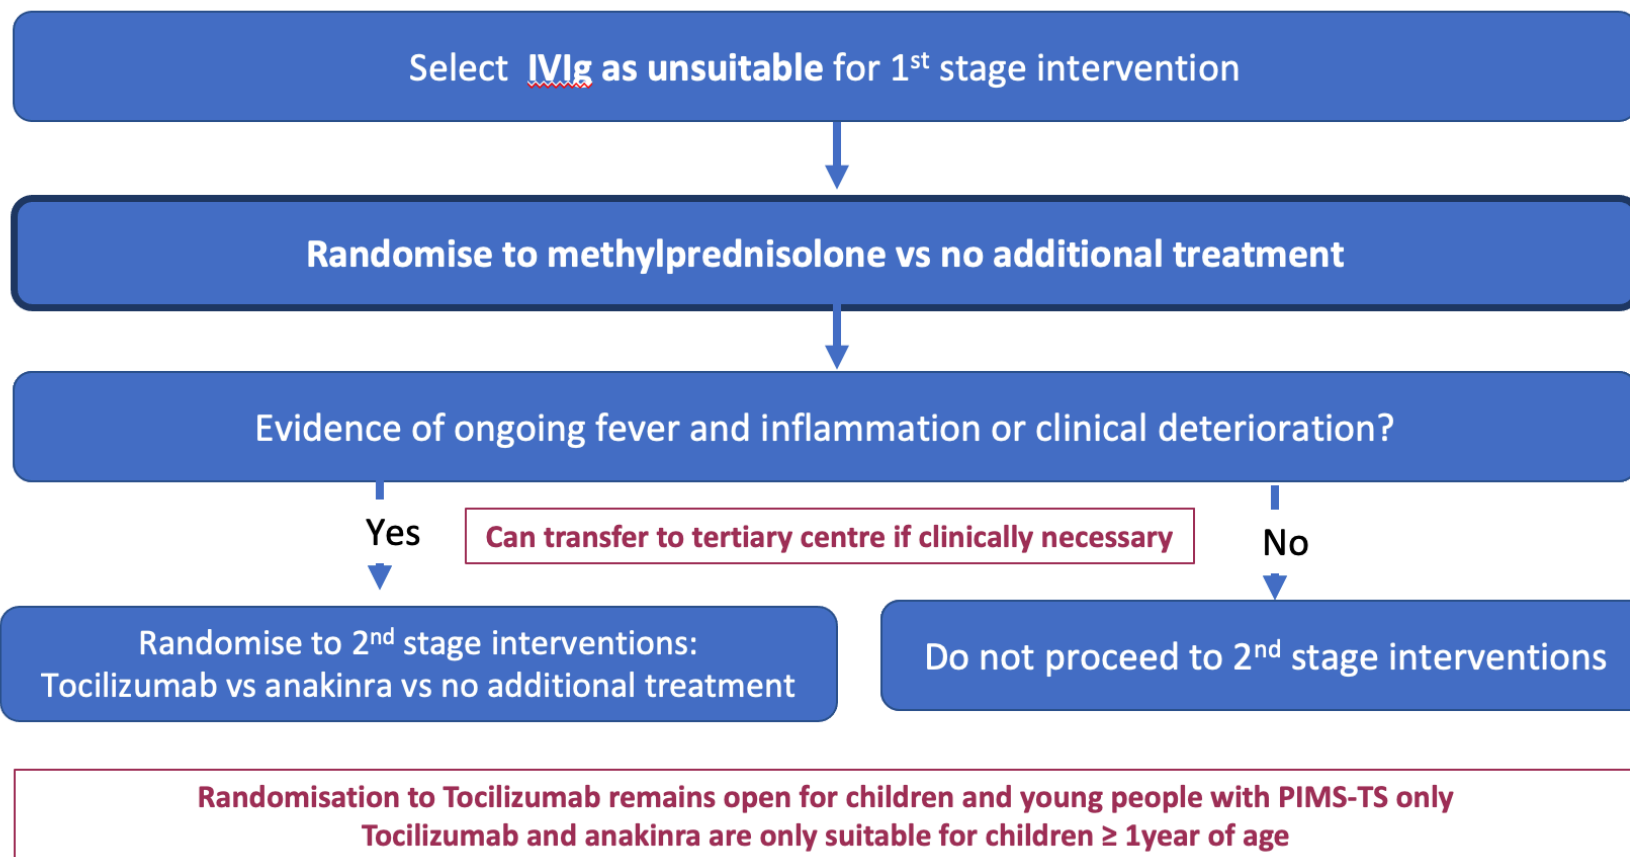 Select IVIg as unsuitable for 1st stage intervention
Randomise to methylprednisolone vs no additional treatment
Evidence of ongoing fever and inflammation or clinical deterioration?
Yes
Can transfer to tertiary centre if clinically necessary
No
Randomise to 2nd stage interventions:
Tocilizumab vs anakinra vs no additional treatment
Do not proceed to 2nd stage interventions
Randomisation to Tocilizumab remains open for children and young people with PIMS-TS only
Tocilizumab and anakinra are only suitable for children ≥ 1year of age